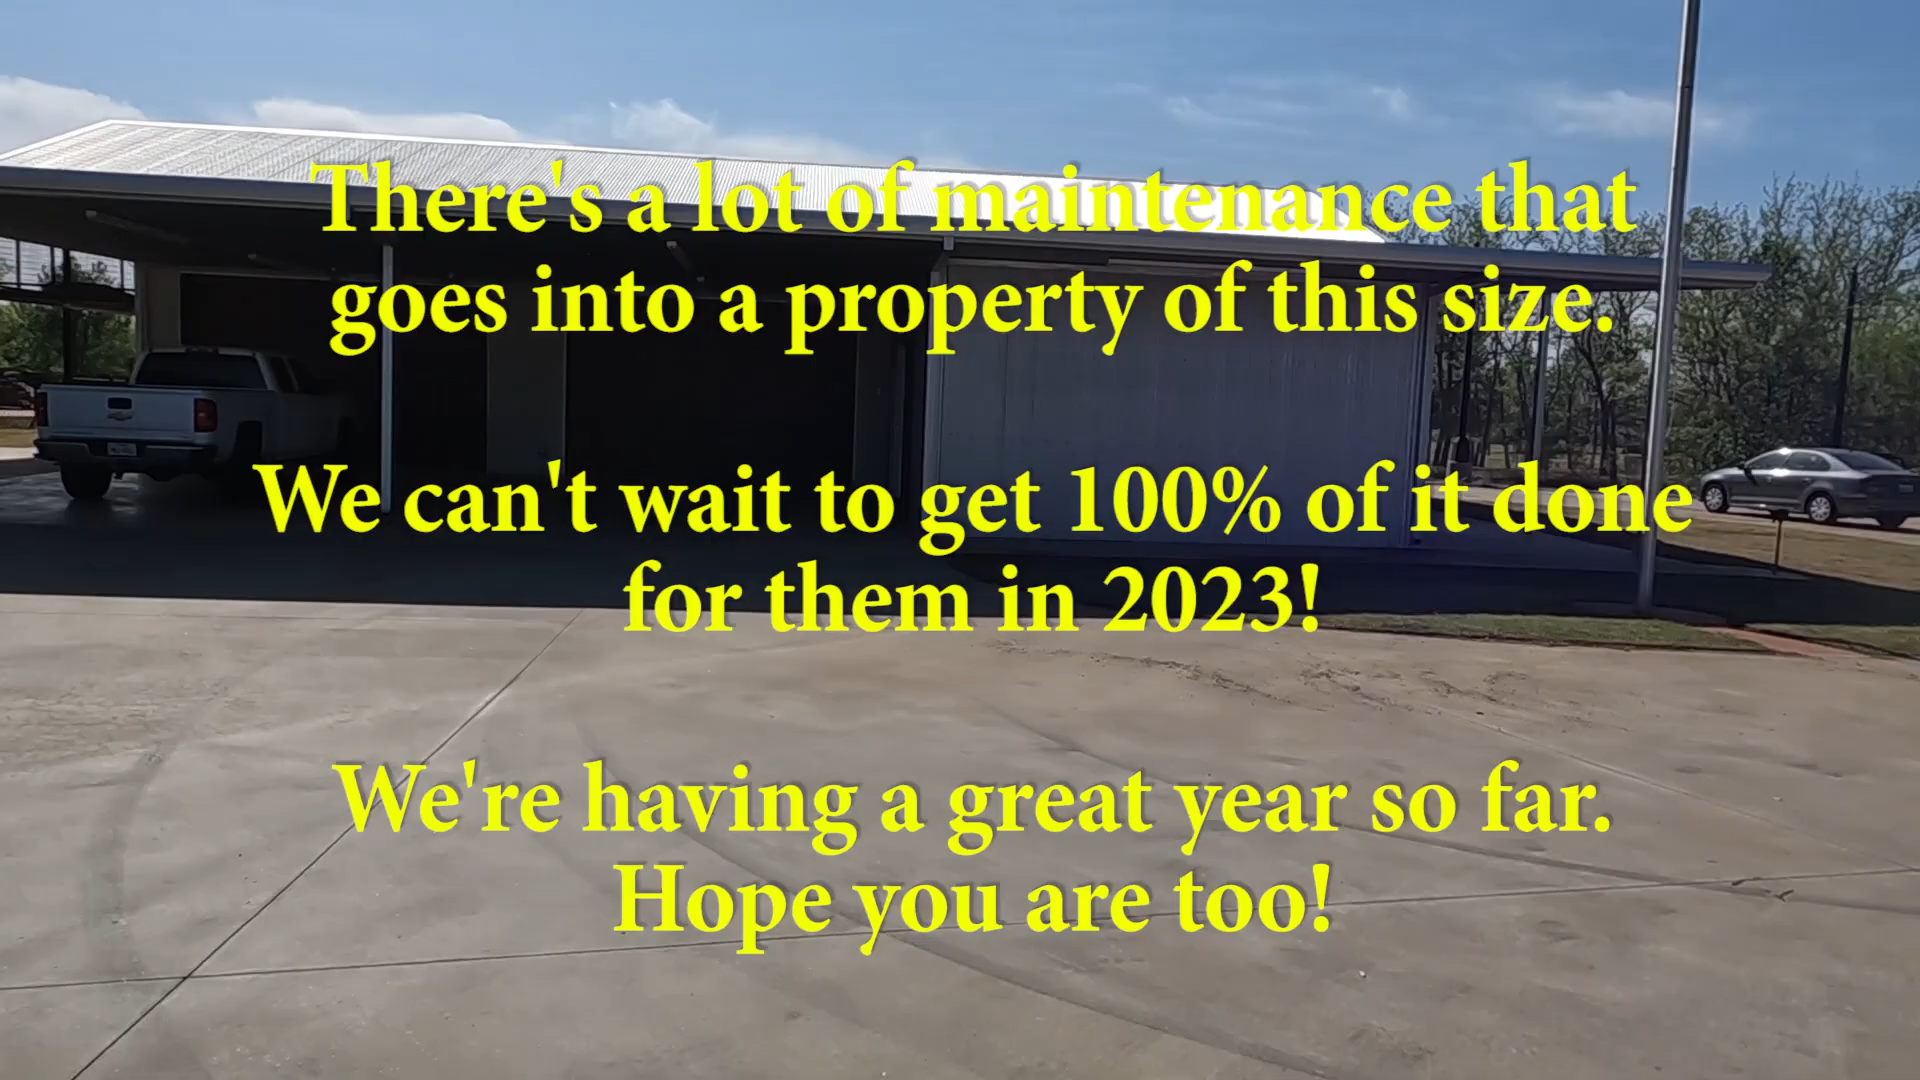 There's a lot of maintenance that
goes into a property of this size.
We can't wait to get 100% of it done
for them in 2023!
We're having a great year so far.
Hope you are too!